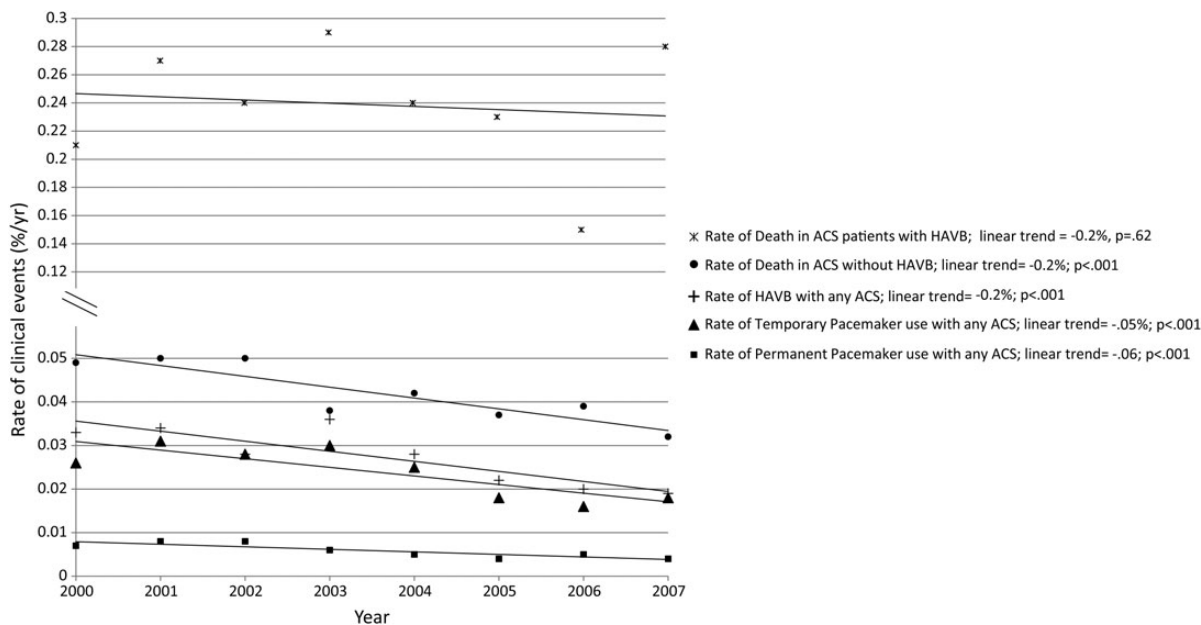 0.3
0.28
0.26
0.24
0.22
0.2
0.18
0.16
0.14
0.12
0.05
0.04
0.03
0.02
0.01
0
Rate of clinical events (%/yr)
2000 2001 2002 2003 2004 2005 2006 2007
Year
Rate of Death in ACS patients with HAVB; linear trend = -0.2%, p=.62
Rate of Death in ACS without HAVB; linear trend= -0.2%; p<.001
Rate of HAVB with any ACS; linear trend= -0.2%; p<.001
Rate of Temporary Pacemaker use with any ACS; linear trend= -.05%; p<.001
Rate of Permanent Pacemaker use with any ACS; linear trend= -.06; p<.001